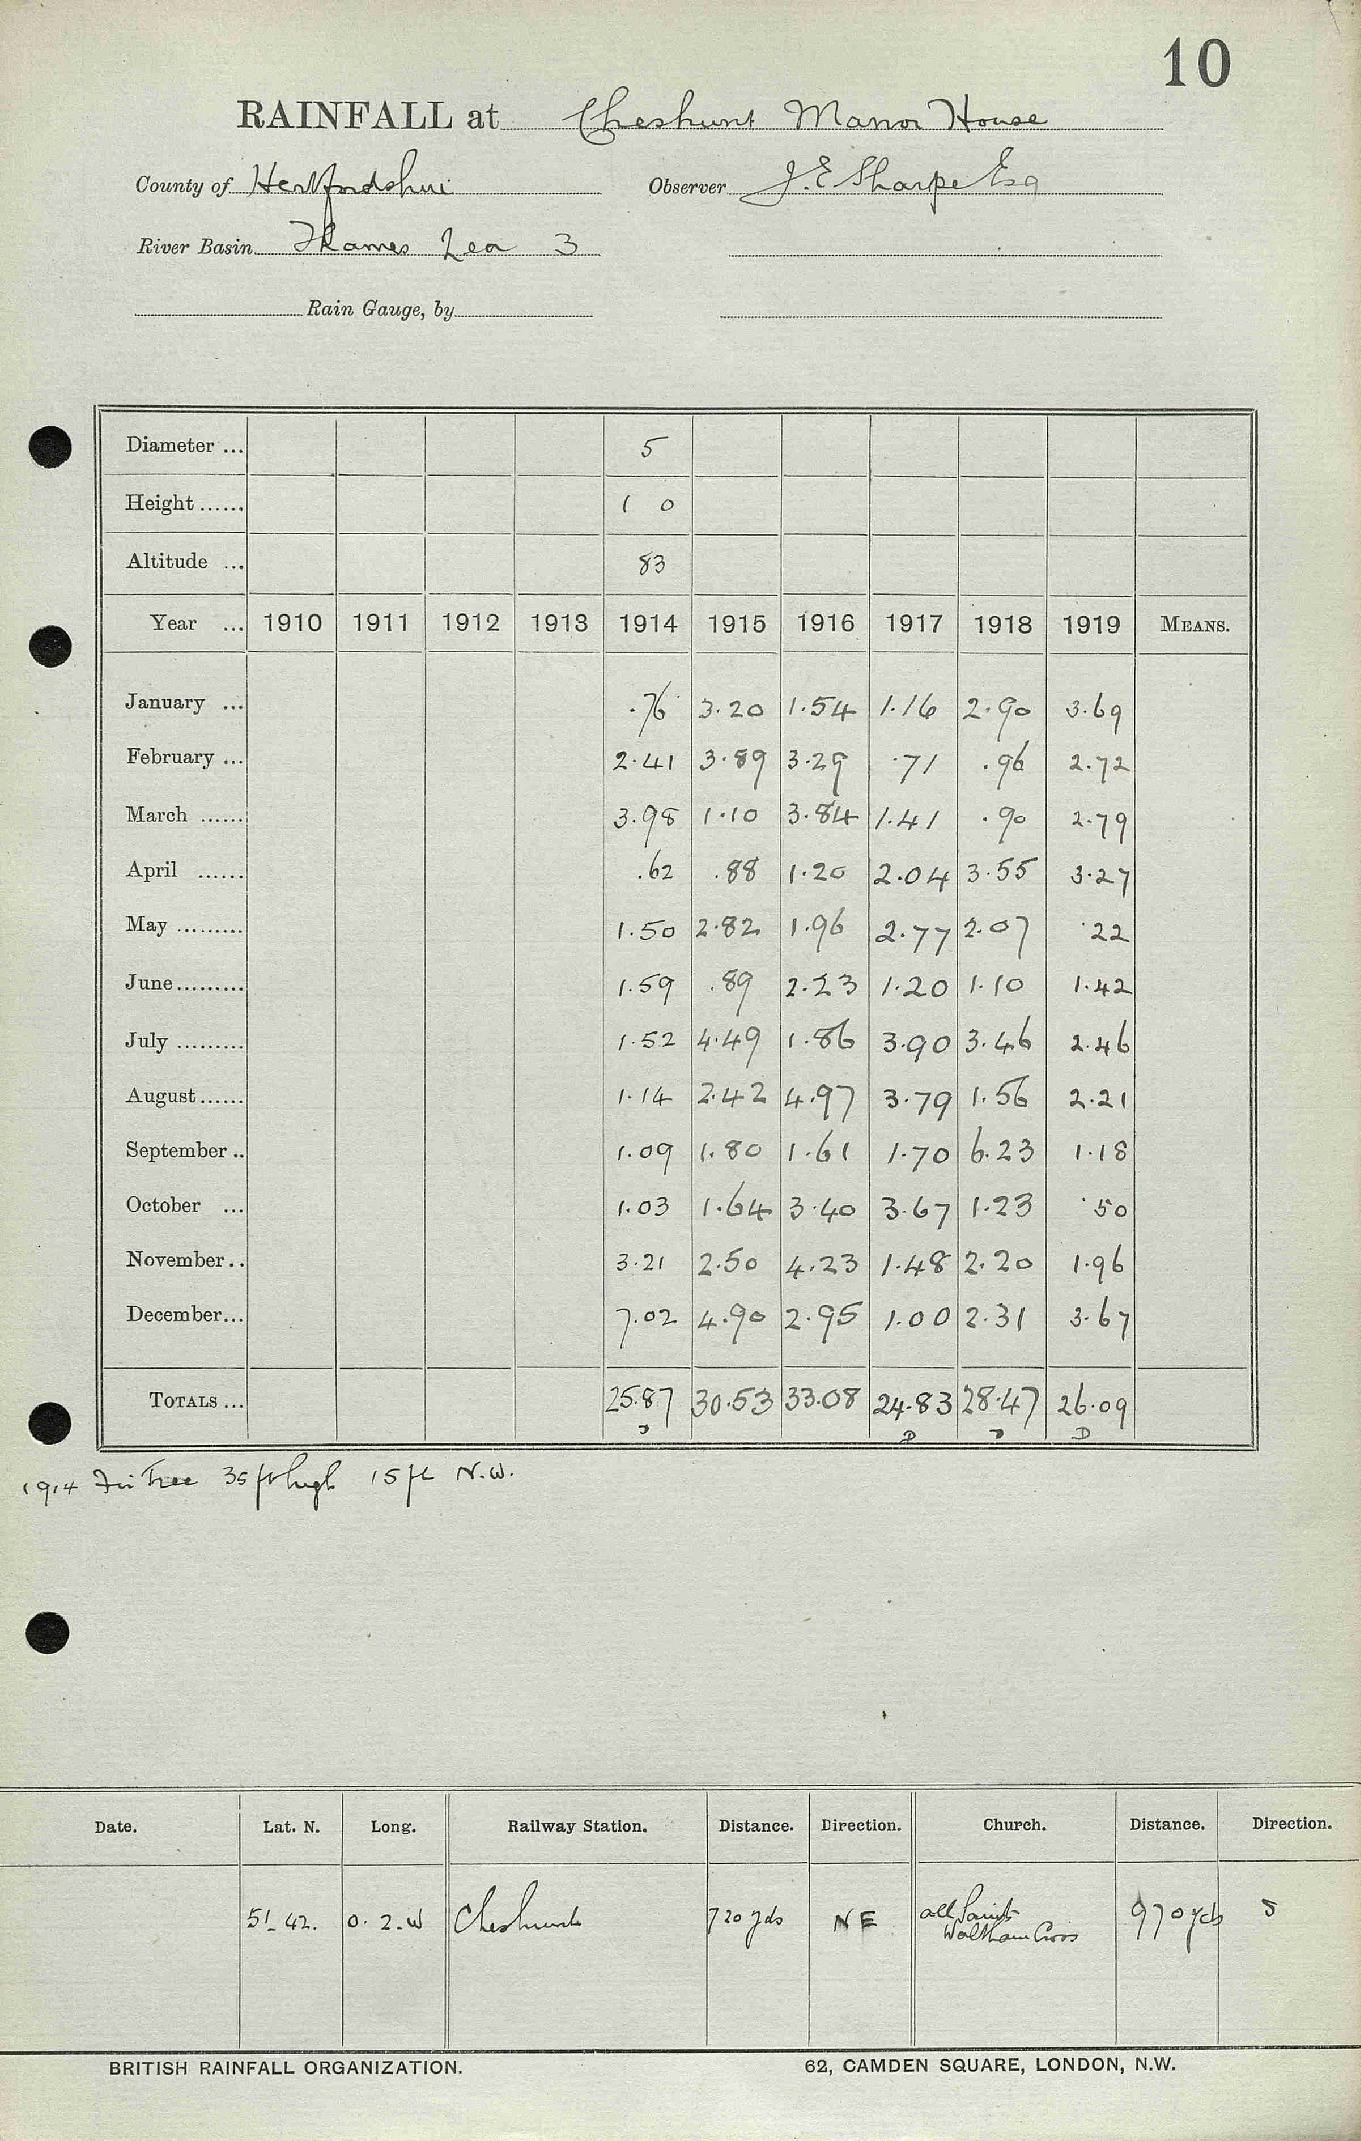 10
RAINFALL at Cheshunt Manor House
County of Hertfordshire Observer J. E Sharpe Esq
River Basin Thames Lea 3
Rain Gauge, by
Diameter ... 5
Height ...... 1 0
Altitude ... 83
Year ... 1910 1911 1912 1913 1914 1915 1916 1917 1918 1919 MEANS.
January ... .76 3.20 1.54 1.16 2.90 3.69
February ... 2.41 3.89 3.29 .71 .96 2.72
March ...... 3.98 1.10 3.84 1.41 .90 2.79
April ...... .62 .88 1.20 2.04 3.55 3.27
May ......... 1.50 2.82 1.96 2.77 2.07 .22
June ......... 1.59 .89 2.23 1.20 1.10 1.42
July ......... 1.52 4.49 1.86 3.90 3.46 2.46
August ...... 1.14 2.42 4.97 3.79 1.56 2.21
September .. 1.09 1.80 1.61 1.70 6.23 1.18
October ... 1.03 1.64 3.40 3.67 1.23 .50
November .. 3.21 2.50 4.23 1.48 2.20 1.96
December ... 7.02 4.90 2.95 1.00 2.31 3.67
TOTALS ... 25.87 30.53 33.08 24.83 28.47 26.09
D D D D
1914 Fir Tree 35 ft high 15 ft N.W.
Date. Lat. N. Long. Railway Station. Distance. Direction. Church. Distance. Direction.
51 42. 0. 2. W Cheshunt 720 yds NE All Saints 970 yds S
Waltham Cross
BRITISH RAINFALL ORGANIZATION. 62, CAMDEN SQUARE, LONDON, N.W.